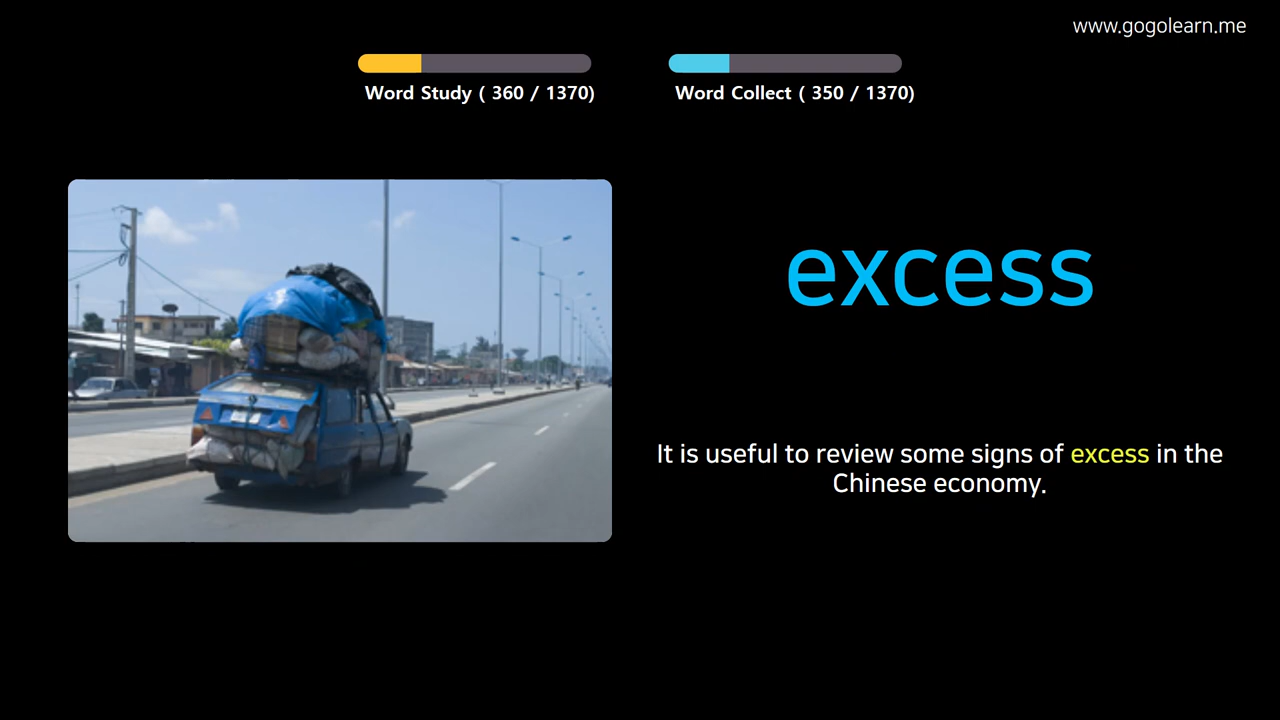 www.gogolearn.me
Word Study ( 360 / 1370)
Word Collect ( 350 / 1370)
excess
It is useful to review some signs of excess in the
Chinese economy.